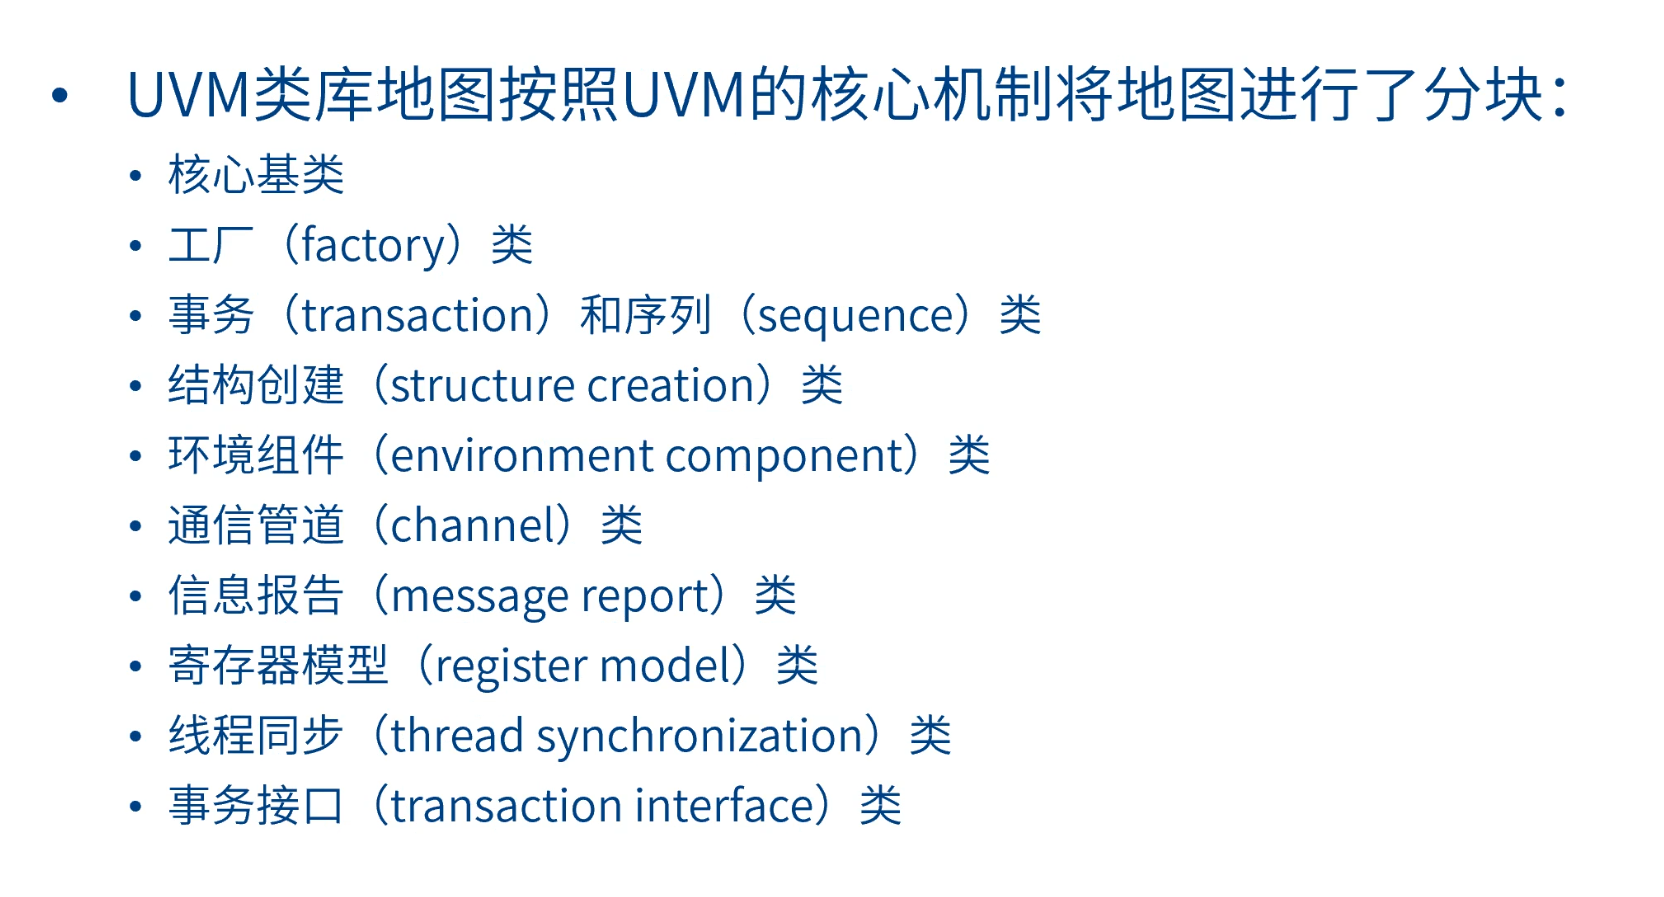 • UVM类库地图按照UVM的核心机制将地图进行了分块：
• 核心基类
• 工厂（factory）类
• 事务（transaction）和序列（sequence）类
• 结构创建（structure creation）类
• 环境组件（environment component）类
• 通信管道（channel）类
• 信息报告（message report）类
• 寄存器模型（register model）类
• 线程同步（thread synchronization）类
• 事务接口（transaction interface）类